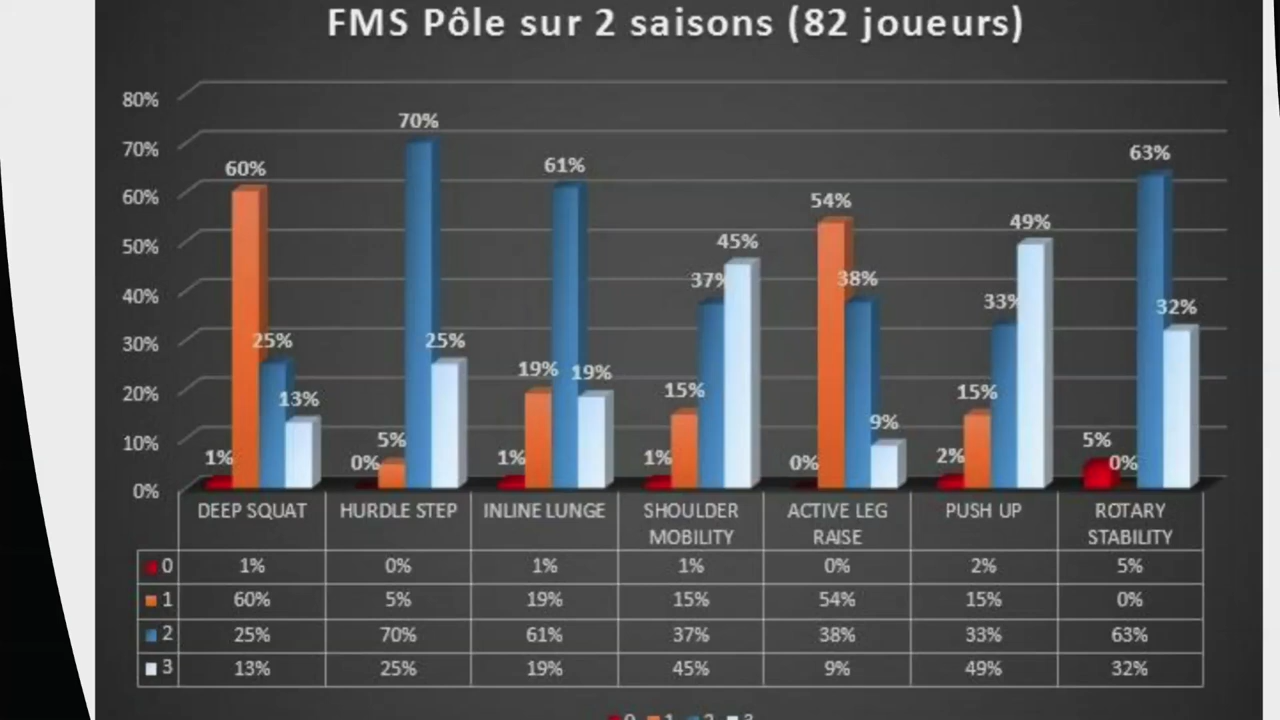 FMS Pôle sur 2 saisons (82 joueurs)
80%
70%
60%
50%
40%
30%
20%
10%
0%
1% 60% 25% 13%
0% 5% 70% 25%
1% 19% 61% 19%
1% 15% 37% 45%
0% 54% 38% 9%
2% 15% 33% 49%
5% 0% 63% 32%
DEEP SQUAT HURDLE STEP INLINE LUNGE SHOULDER MOBILITY ACTIVE LEG RAISE PUSH UP ROTARY STABILITY
0 1% 0% 1% 1% 0% 2% 5%
1 60% 5% 19% 15% 54% 15% 0%
2 25% 70% 61% 37% 38% 33% 63%
3 13% 25% 19% 45% 9% 49% 32%
0 1 2 3